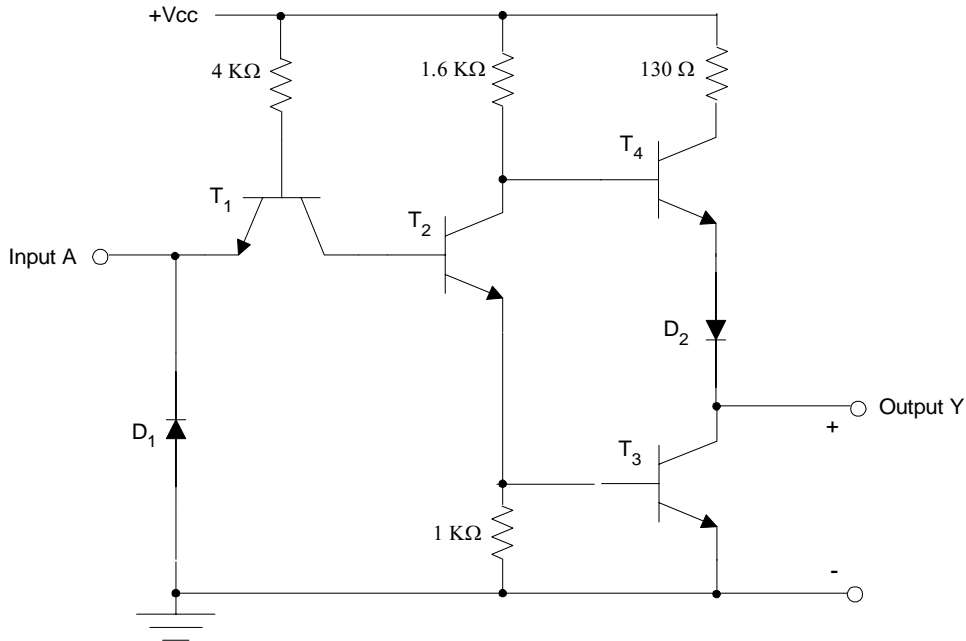 +Vcc
4 KΩ
1.6 KΩ
130 Ω
T4
T1
T2
Input A
D2
Output Y
+
D1
T3
1 KΩ
-